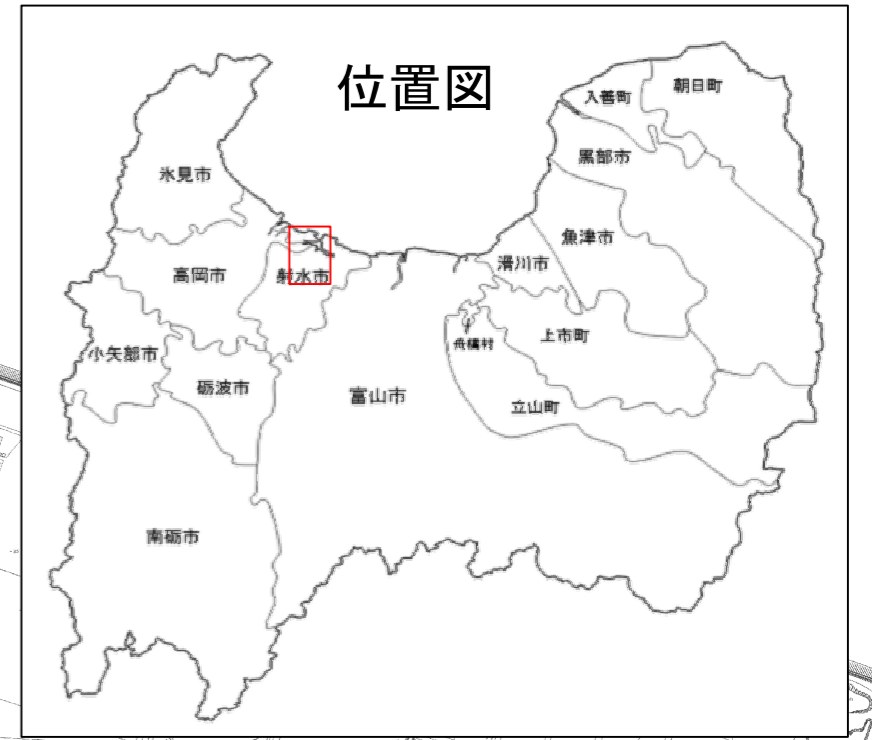 位置図
朝日町
入善町
黒部市
氷見市
魚津市
滑川市
高岡市
射水市
上市町
舟橋村
小矢部市
砺波市
富山市
立山町
南砺市